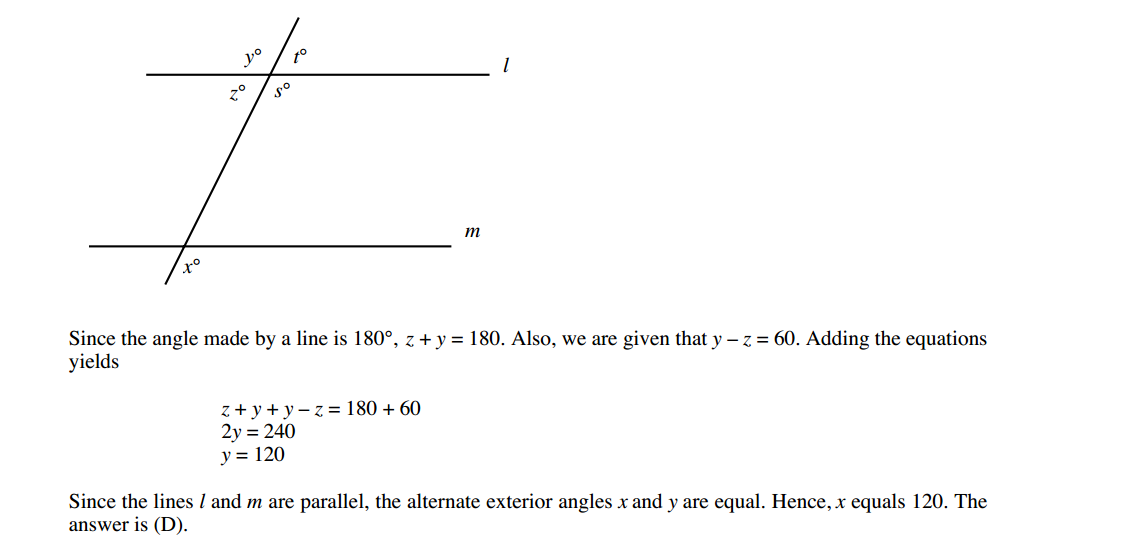 y° t°
l
z° s°
m
x°
Since the angle made by a line is 180°, z + y = 180. Also, we are given that y – z = 60. Adding the equations
yields
z + y + y – z = 180 + 60
2y = 240
y = 120
Since the lines l and m are parallel, the alternate exterior angles x and y are equal. Hence, x equals 120. The
answer is (D).